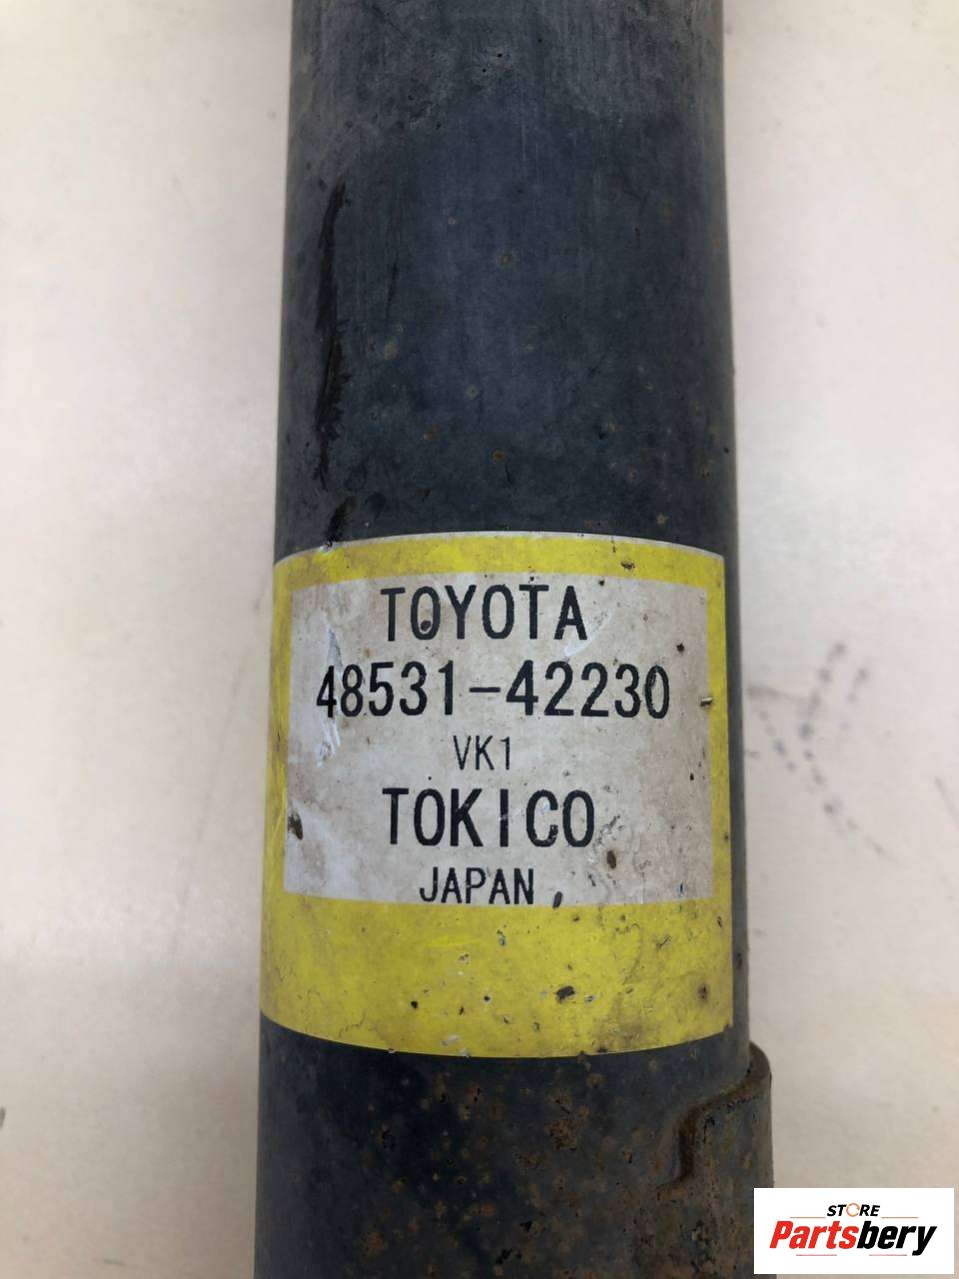 TOYOTA
48531-42230
VK1
TOKICO
JAPAN
STORE
Partsbery